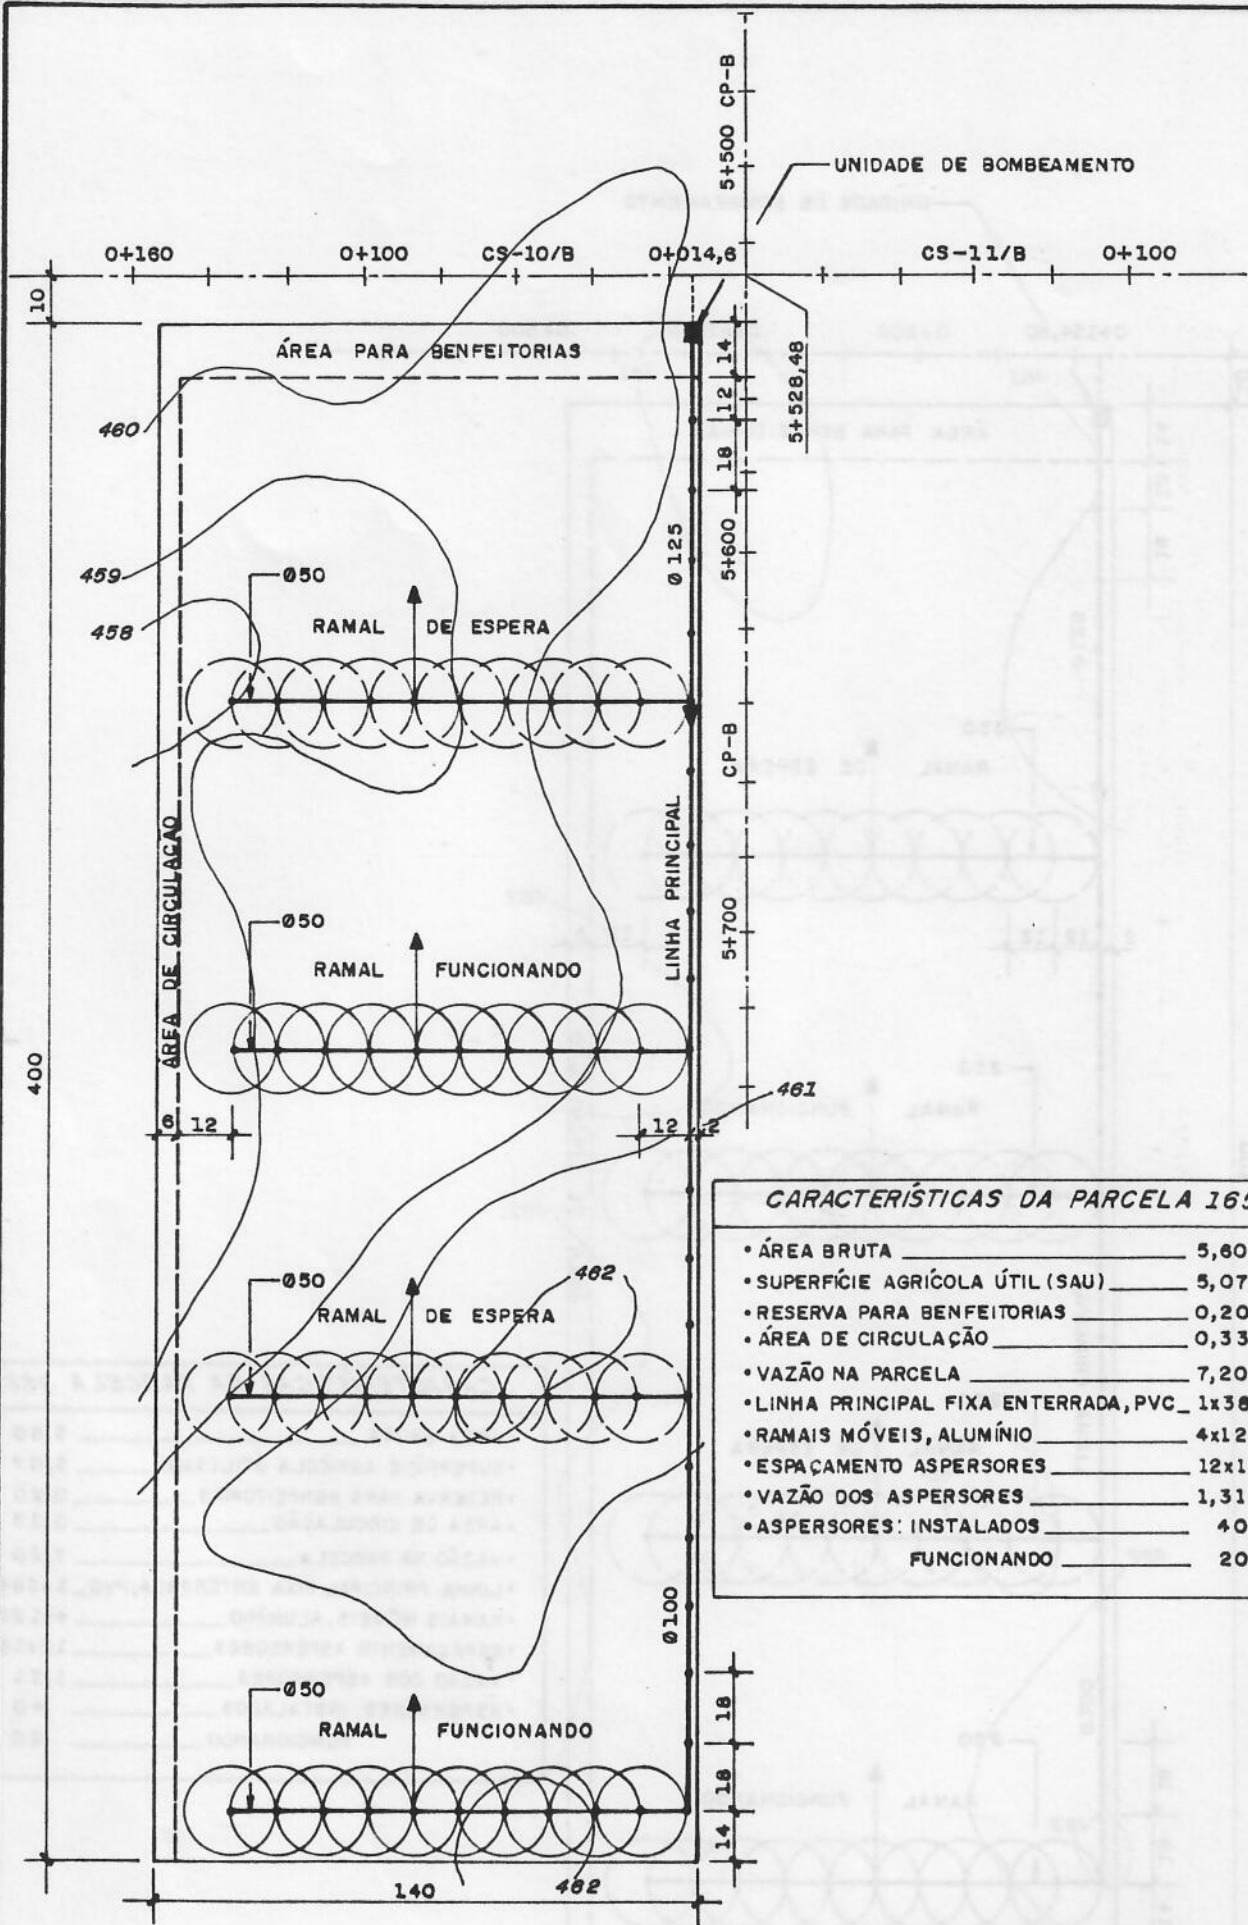 5+500 CP-B
UNIDADE DE BOMBEAMENTO
0+160 0+100 CS-10/B 0+014,6 CS-11/B 0+100
10
ÁREA PARA BENFEITORIAS
14
12
18
5+528,48
460
459
458
Ø50
RAMAL DE ESPERA
Ø 125
5+600
CP-B
LINHA PRINCIPAL
5+700
ÁREA DE CIRCULAÇAO
Ø50
RAMAL FUNCIONANDO
400
6 12 12 2
461
Ø50
RAMAL DE ESPERA
462
CARACTERÍSTICAS DA PARCELA 165
• ÁREA BRUTA 5,60
• SUPERFÍCIE AGRÍCOLA ÚTIL (SAU) 5,07
• RESERVA PARA BENFEITORIAS 0,20
• ÁREA DE CIRCULAÇÃO 0,33
• VAZÃO NA PARCELA 7,20
• LINHA PRINCIPAL FIXA ENTERRADA, PVC 1x38
• RAMAIS MÓVEIS, ALUMÍNIO 4x12
• ESPAÇAMENTO ASPERSORES 12x1
• VAZÃO DOS ASPERSORES 1,31
• ASPERSORES: INSTALADOS 40
FUNCIONANDO 20
Ø100
Ø50
RAMAL FUNCIONANDO
18
18
14
462
140